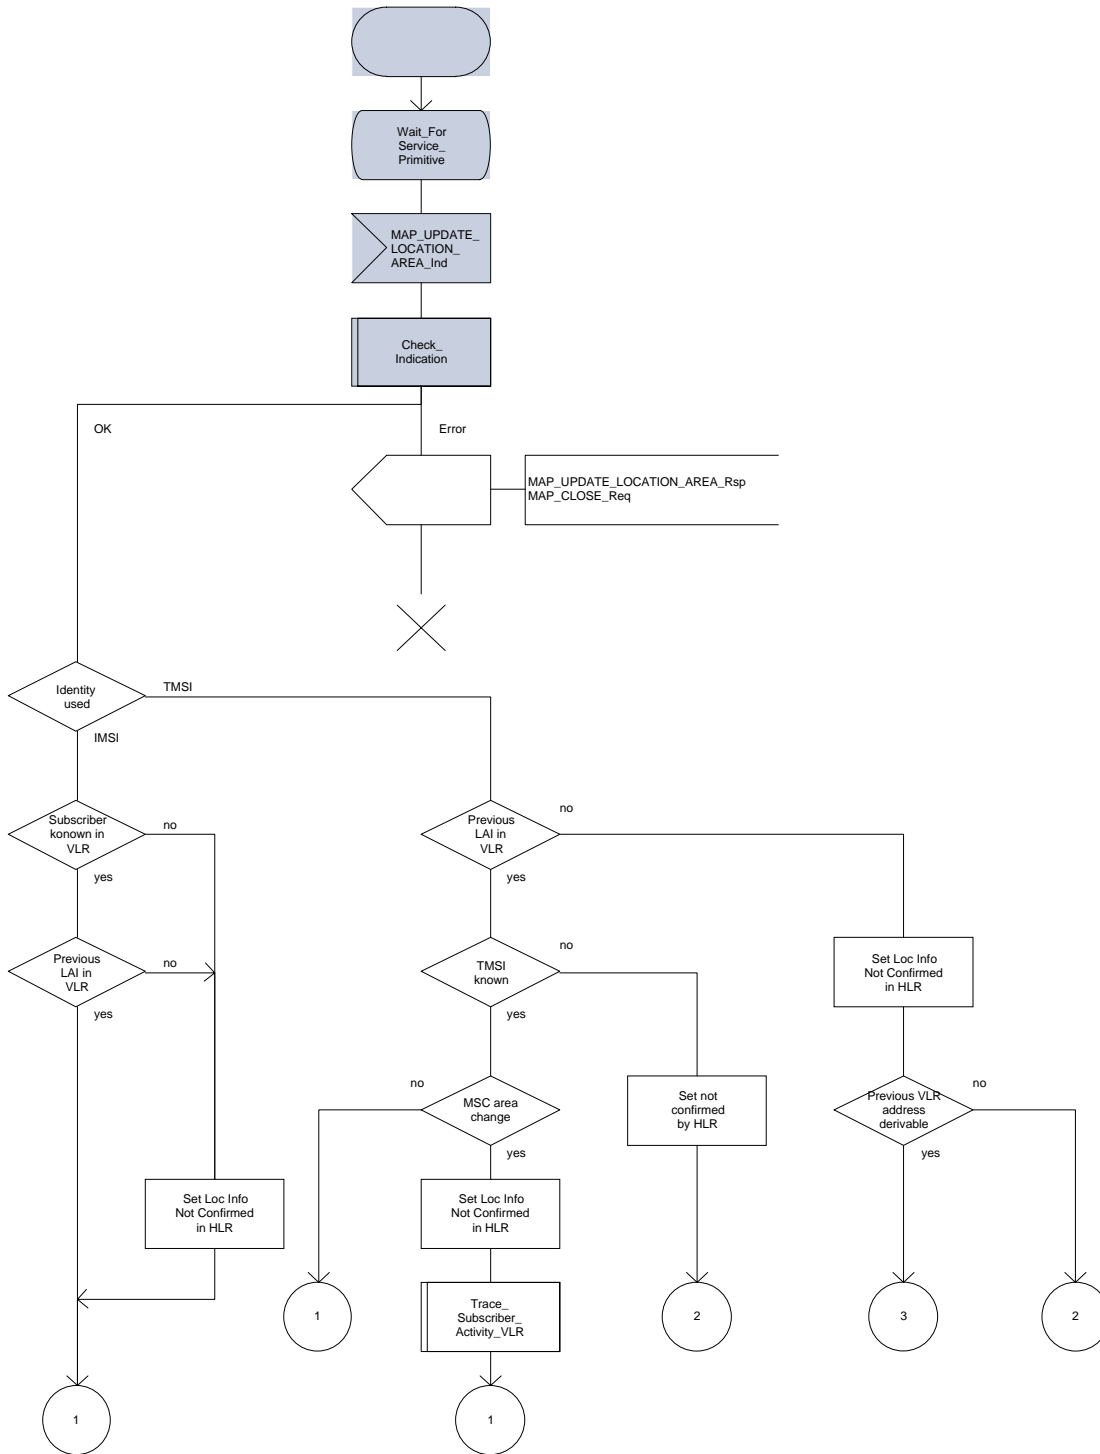 Wait_For
Service_
Primitive
MAP_UPDATE_
LOCATION_
AREA_Ind
Check_
Indication
OK
Error
MAP_UPDATE_LOCATION_AREA_Rsp
MAP_CLOSE_Req
Identity
used
TMSI
IMSI
Subscriber
konown in
VLR
no
yes
Previous
LAI in
VLR
no
yes
Previous
LAI in
VLR
no
yes
TMSI
known
no
yes
Set Loc Info
Not Confirmed
in HLR
no
MSC area
change
yes
Set not
confirmed
by HLR
Previous VLR
address
derivable
no
yes
Set Loc Info
Not Confirmed
in HLR
Set Loc Info
Not Confirmed
in HLR
1
Trace_
Subscriber_
Activity_VLR
2
3
2
1
1